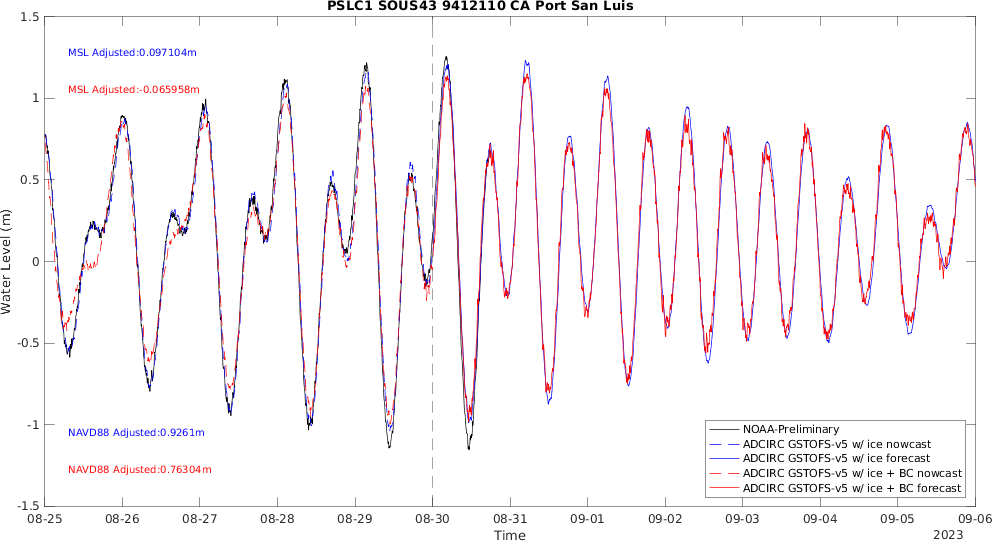 PSLC1 SOUS43 9412110 CA Port San Luis
1.5
MSL Adjusted:0.097104m
1
MSL Adjusted:-0.065958m
0.5
0
Water Level (m)
-0.5
-1
NAVD88 Adjusted:0.9261m
NAVD88 Adjusted:0.76304m
-1.5
NOAA-Preliminary
ADCIRC GSTOFS-v5 w/ ice nowcast
ADCIRC GSTOFS-v5 w/ ice forecast
ADCIRC GSTOFS-v5 w/ ice + BC nowcast
ADCIRC GSTOFS-v5 w/ ice + BC forecast
08-25 08-26 08-27 08-28 08-29 08-30 08-31 09-01 09-02 09-03 09-04 09-05 09-06
Time
2023